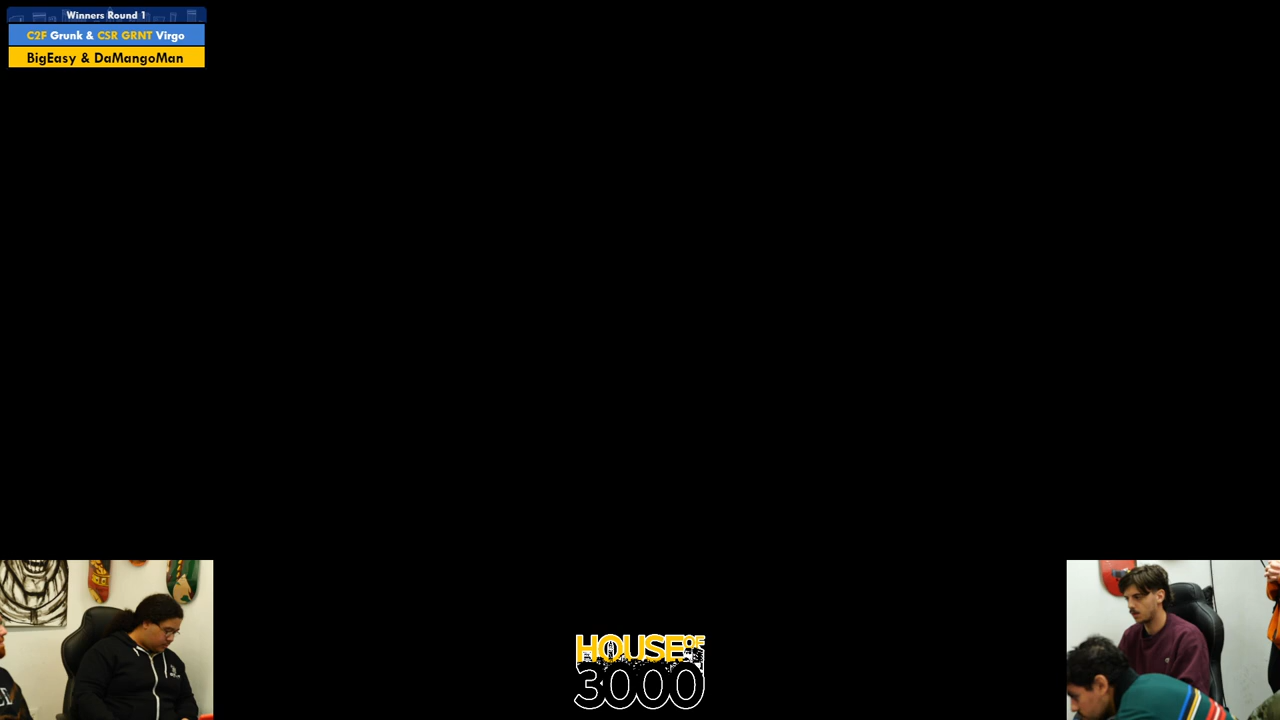 Winners Round 1
C2F Grunk & CSR GRNT Virgo
BigEasy & DaMangoMan
HOUSE OF
3000